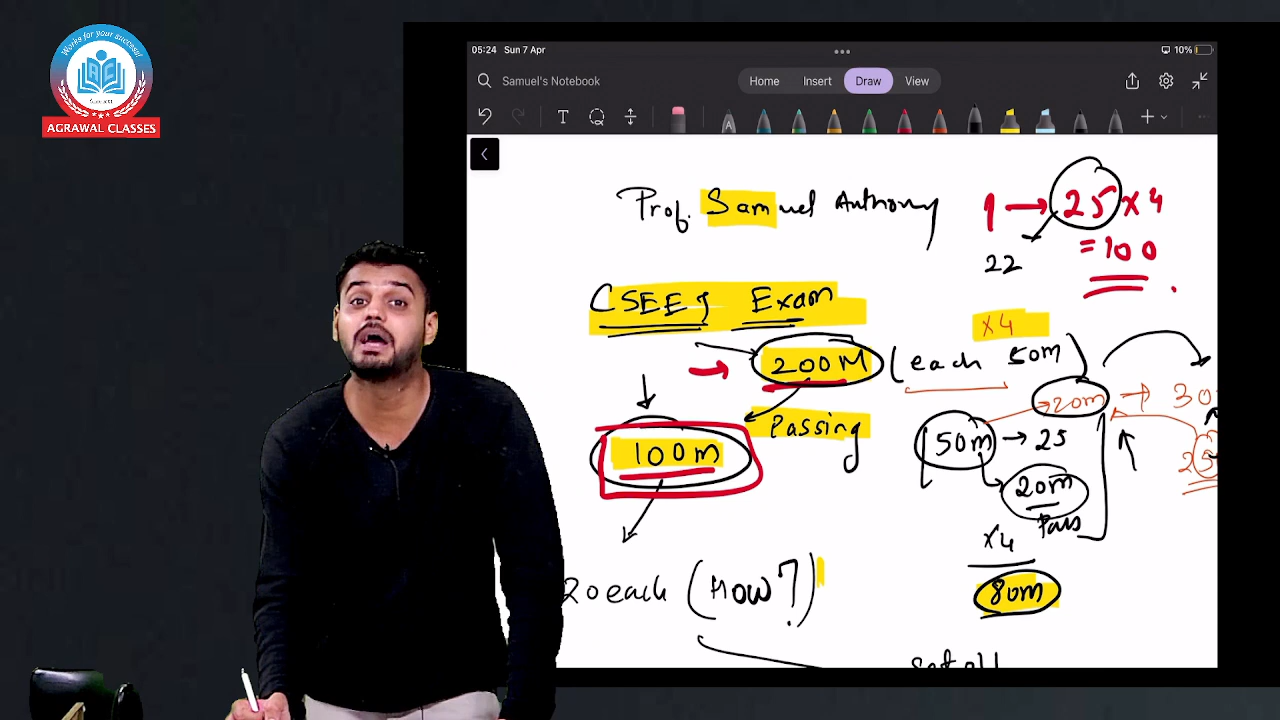 Works for your success!
AC
AGRAWAL CLASSES
05:24 Sun 7 Apr
10%
Samuel's Notebook
Home Insert Draw View
T
A
Prof. Samuel Anthony
1 → 25 x 4
= 100
22
CSEET Exam
x4
→ 200M (each 50m)
20m → 30
Passing
50m → 25
100m
25
20m
Pass
x4
80m
20 each (How?)